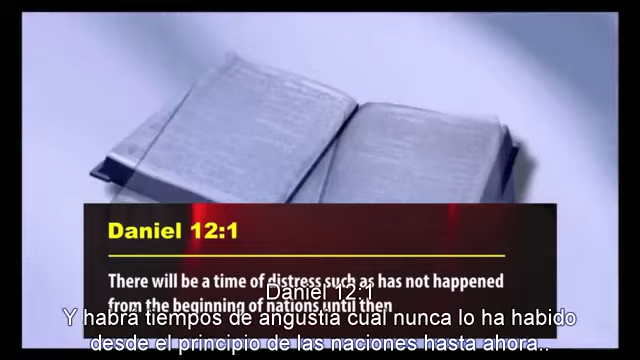 Daniel 12:1
There will be a time of distress such as has not happened
from the beginning of nations until then
Daniel 12:1
Y habrá tiempos de angustia cual nunca lo ha habido
desde el principio de las naciones hasta ahora..